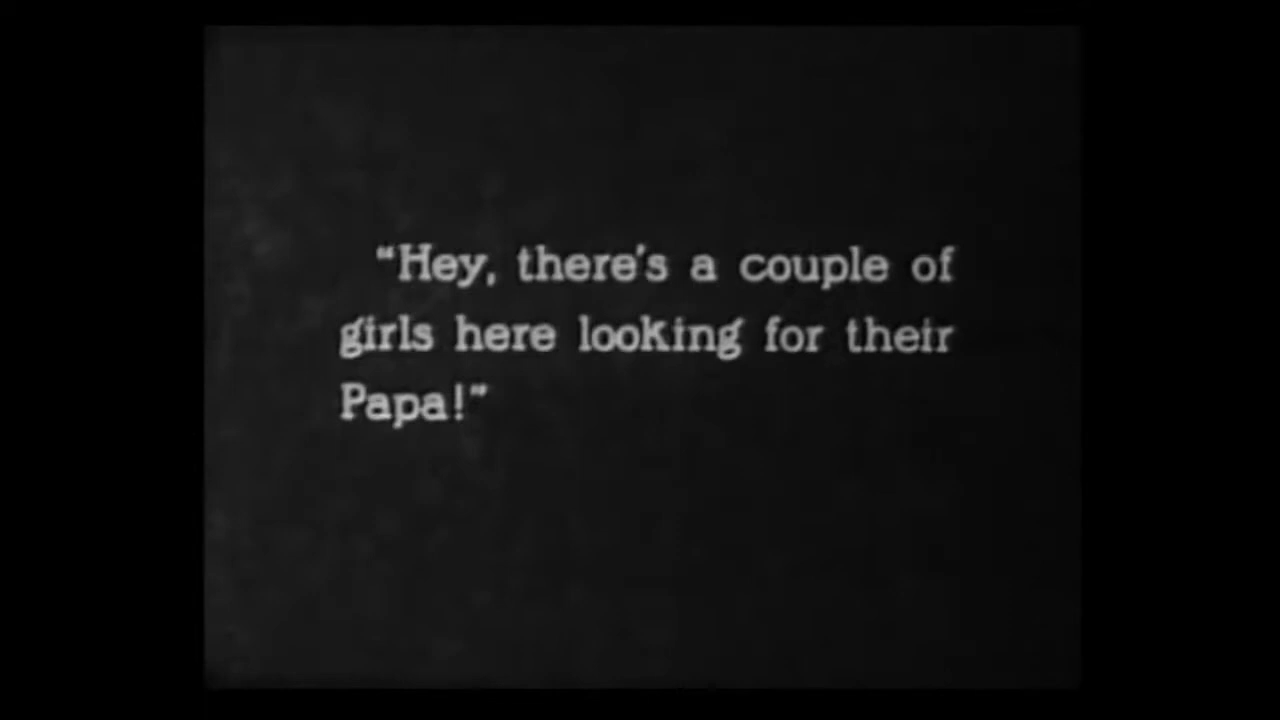 “Hey, there's a couple of
girls here looking for their
Papa!”